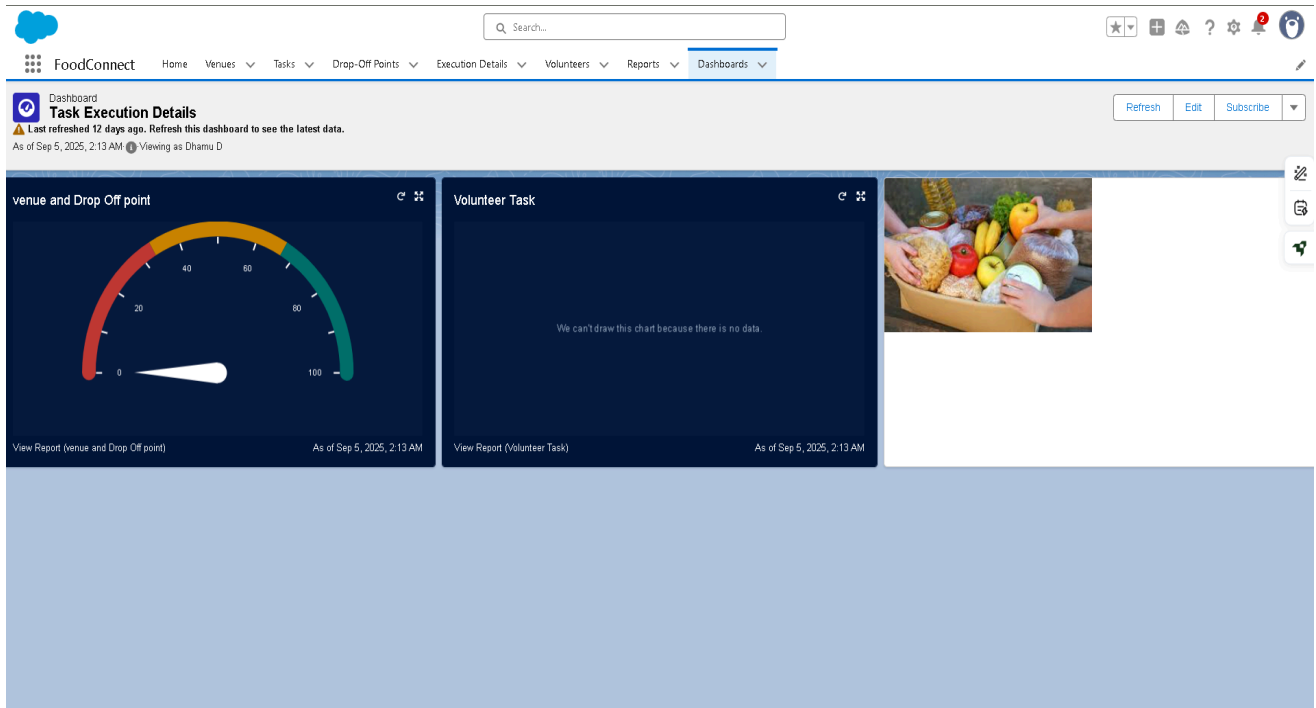 Search...
2
FoodConnect Home Venues Tasks Drop-Off Points Execution Details Volunteers Reports Dashboards
Dashboard
Task Execution Details
Last refreshed 12 days ago. Refresh this dashboard to see the latest data.
As of Sep 5, 2025, 2:13 AM·Viewing as Dhamu D
Refresh Edit Subscribe
venue and Drop Off point
0
20
40
60
80
100
View Report (venue and Drop Off point) As of Sep 5, 2025, 2:13 AM
Volunteer Task
We can't draw this chart because there is no data.
View Report (Volunteer Task) As of Sep 5, 2025, 2:13 AM